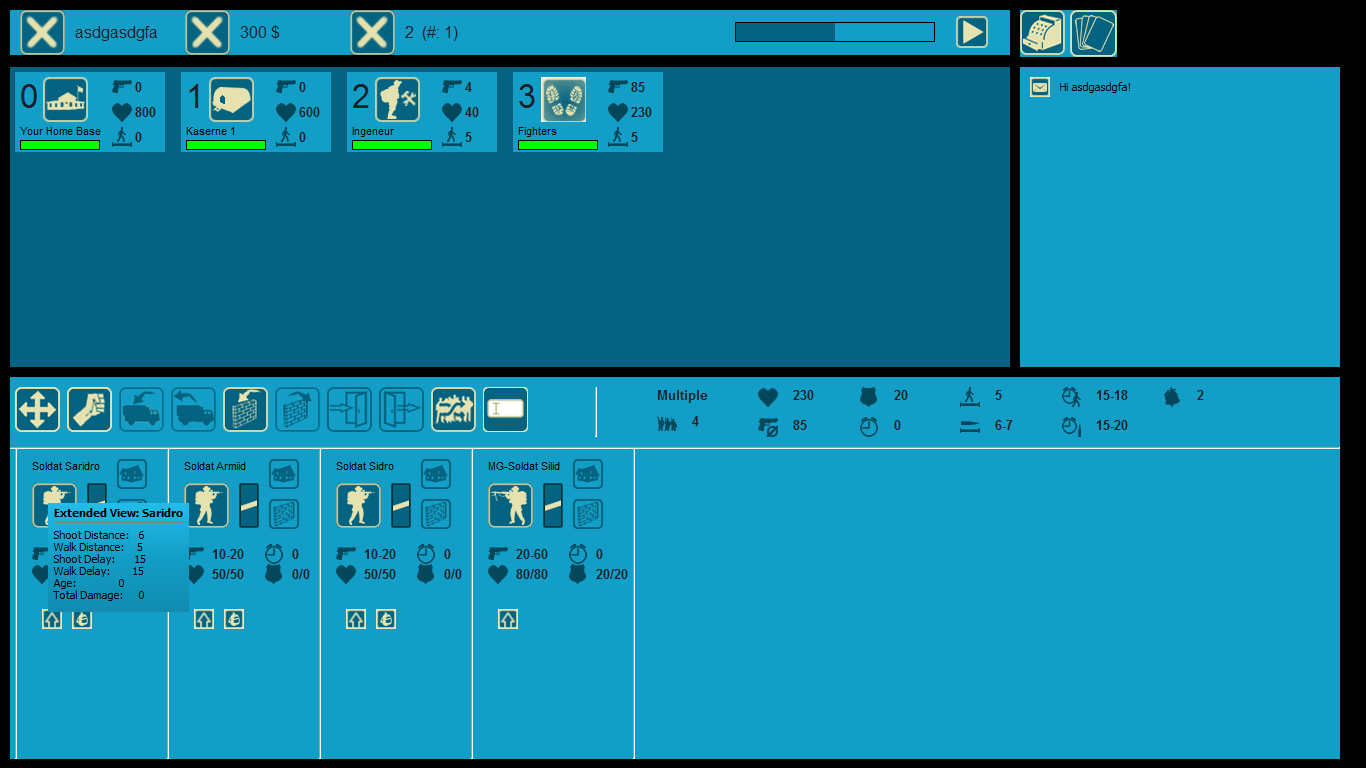 asdgasdgfa 300 $ 2 (#: 1)
0 0 1 0 2 4 3 85
800 600 40 230
Your Home Base 0 Kaserne 1 0 Ingeneur 5 Fighters 5
Hi asdgasdgfa!
Multiple 230 20 5 15-18 2
4 85 0 6-7 15-20
Soldat Saridro Soldat Armiid Soldat Sidro MG-Soldat Silid
Extended View: Saridro
Shoot Distance: 6
Walk Distance: 5
Shoot Delay: 15
Walk Delay: 15
Age: 0
Total Damage: 0
10-20 0 10-20 0 20-60 0
50/50 0/0 50/50 0/0 80/80 20/20